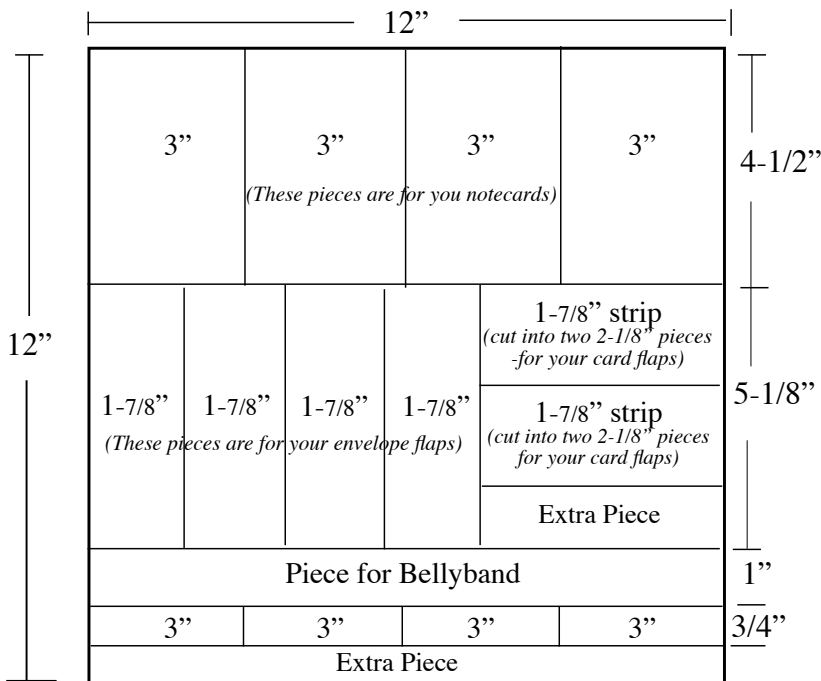 12”
3” 3” 3” 3”
4-1/2”
(These pieces are for you notecards)
12”
1-7/8” strip
(cut into two 2-1/8” pieces
-for your card flaps)
5-1/8”
1-7/8” 1-7/8” 1-7/8” 1-7/8”
(These pieces are for your envelope flaps)
1-7/8” strip
(cut into two 2-1/8” pieces
for your card flaps)
Extra Piece
Piece for Bellyband
1”
3” 3” 3” 3”
3/4”
Extra Piece